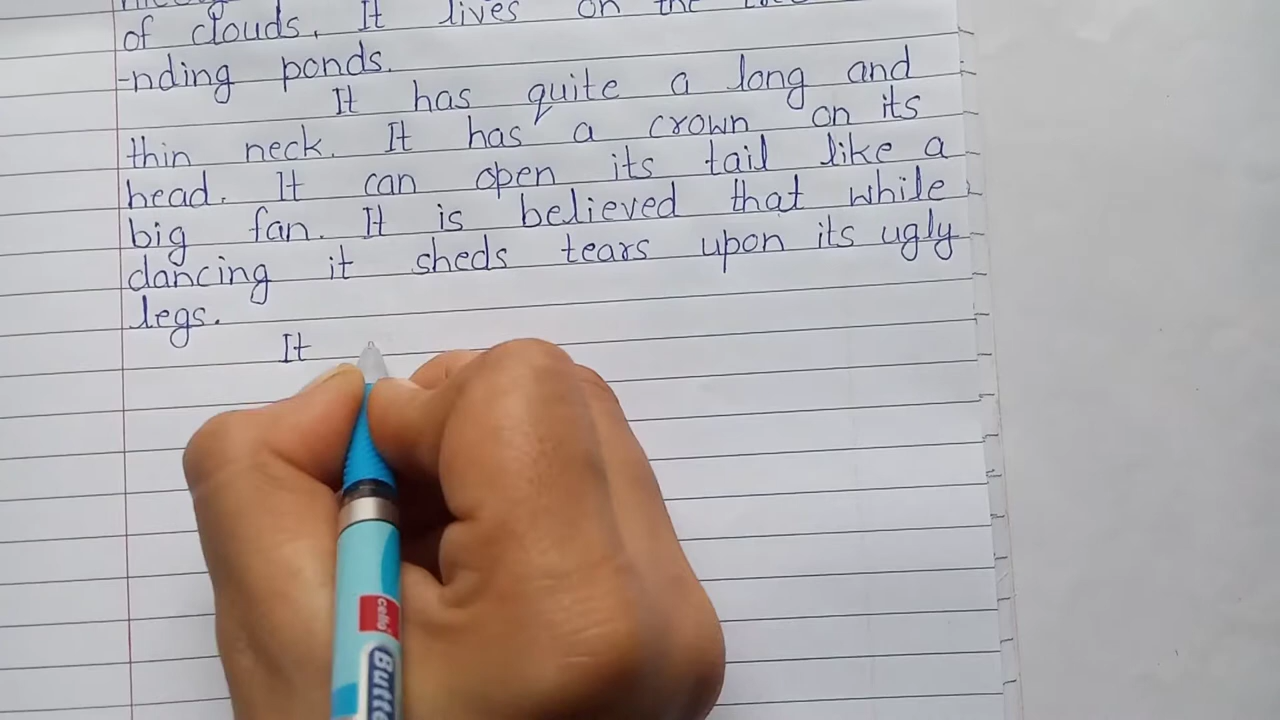 of clouds. It lives on the
-nding ponds.
It has quite a long and
thin neck. It has a crown on its
head. It can open its tail like a
big fan. It is believed that while
dancing it sheds tears upon its ugly
legs.
It
cello
Butte